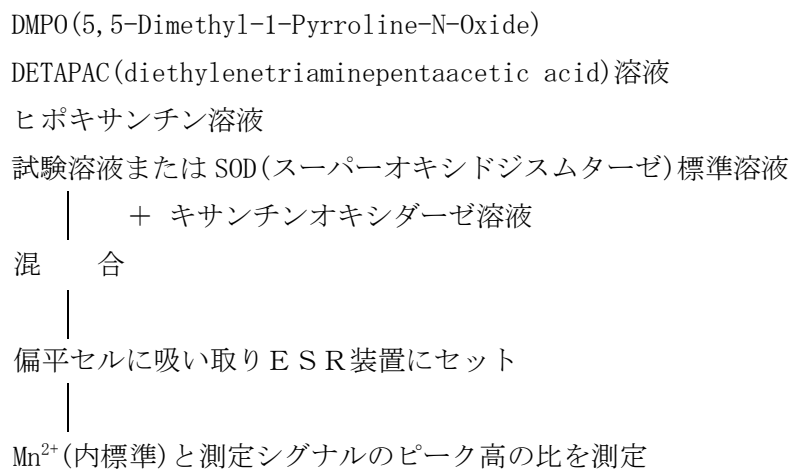 DMPO(5,5-Dimethyl-1-Pyrroline-N-Oxide)
DETAPAC(diethylenetriaminepentaacetic acid)溶液
ヒポキサンチン溶液
試験溶液または SOD(スーパーオキシドジスムターゼ)標準溶液
＋ キサンチンオキシダーゼ溶液
混　　合
偏平セルに吸い取りＥＳＲ装置にセット
Mn²⁺(内標準)と測定シグナルのピーク高の比を測定